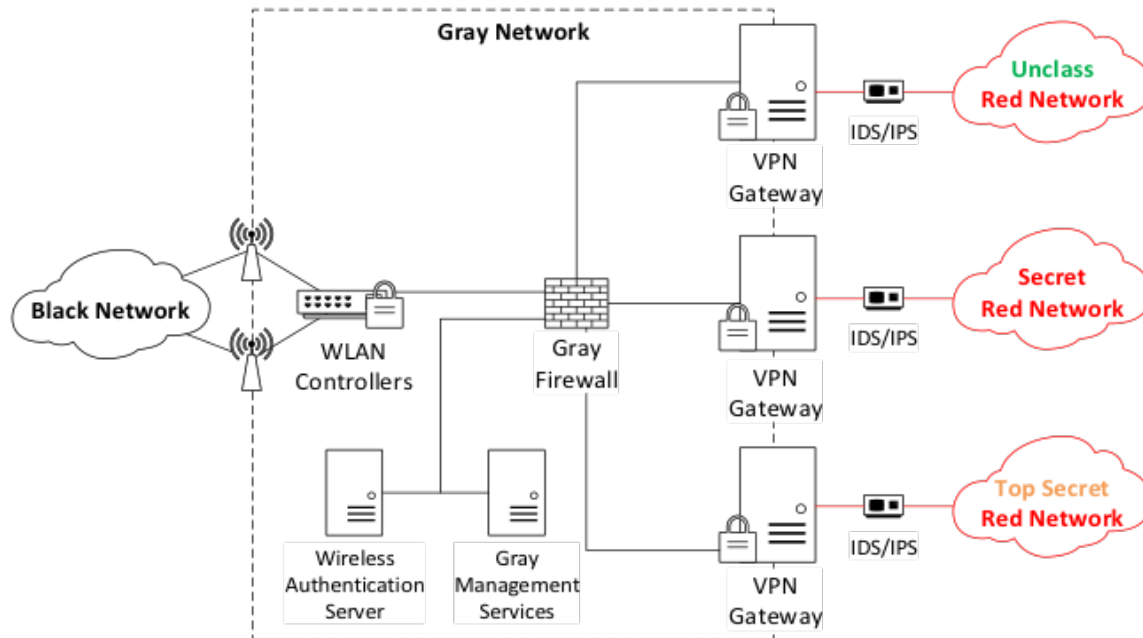 Gray Network
Unclass
Red Network
IDS/IPS
VPN
Gateway
Black Network
WLAN
Controllers
Gray
Firewall
Secret
Red Network
IDS/IPS
VPN
Gateway
Wireless
Authentication
Server
Gray
Management
Services
Top Secret
Red Network
IDS/IPS
VPN
Gateway